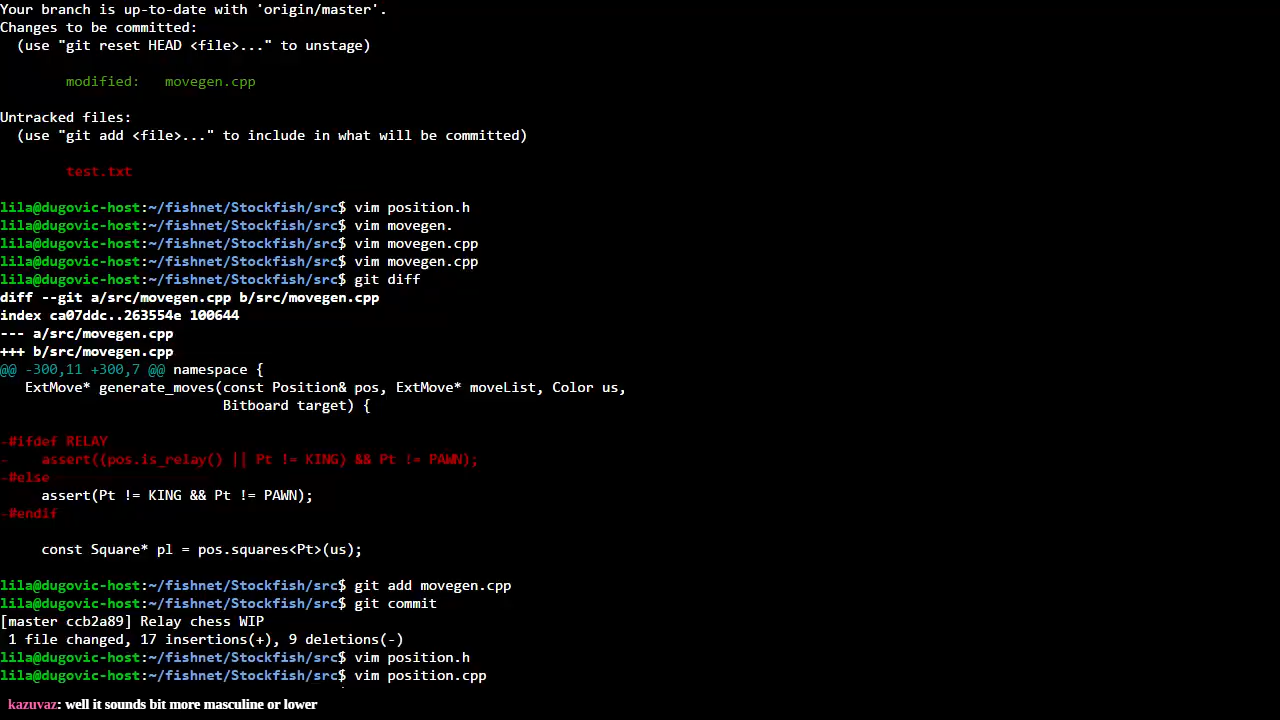 Your branch is up-to-date with 'origin/master'.
Changes to be committed:
  (use "git reset HEAD <file>..." to unstage)
        modified:   movegen.cpp
Untracked files:
  (use "git add <file>..." to include in what will be committed)
        test.txt
lila@dugovic-host:~/fishnet/Stockfish/src$ vim position.h
lila@dugovic-host:~/fishnet/Stockfish/src$ vim movegen.
lila@dugovic-host:~/fishnet/Stockfish/src$ vim movegen.cpp
lila@dugovic-host:~/fishnet/Stockfish/src$ vim movegen.cpp
lila@dugovic-host:~/fishnet/Stockfish/src$ git diff
diff --git a/src/movegen.cpp b/src/movegen.cpp
index ca07ddc..263554e 100644
--- a/src/movegen.cpp
+++ b/src/movegen.cpp
@@ -300,11 +300,7 @@ namespace {
   ExtMove* generate_moves(const Position& pos, ExtMove* moveList, Color us,
                           Bitboard target) {
-#ifdef RELAY
-    assert((pos.is_relay() || Pt != KING) && Pt != PAWN);
-#else
     assert(Pt != KING && Pt != PAWN);
-#endif
     const Square* pl = pos.squares<Pt>(us);
lila@dugovic-host:~/fishnet/Stockfish/src$ git add movegen.cpp
lila@dugovic-host:~/fishnet/Stockfish/src$ git commit
[master ccb2a89] Relay chess WIP
 1 file changed, 17 insertions(+), 9 deletions(-)
lila@dugovic-host:~/fishnet/Stockfish/src$ vim position.h
lila@dugovic-host:~/fishnet/Stockfish/src$ vim position.cpp
kazuvaz: well it sounds bit more masculine or lower